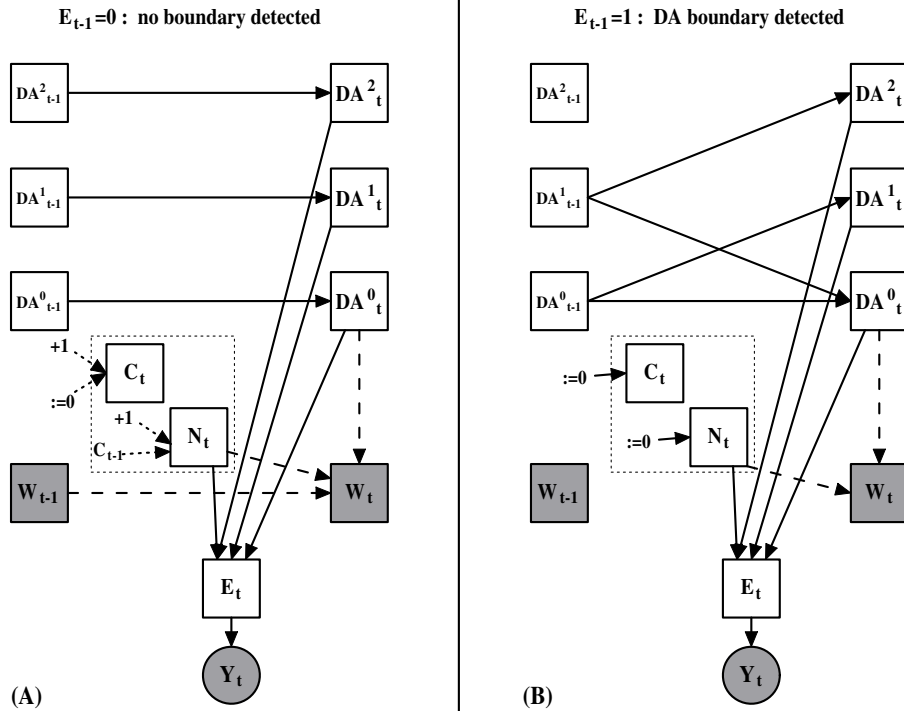 E_{t-1}=0 : no boundary detected
DA^2_{t-1}
DA^2_t
DA^1_{t-1}
DA^1_t
DA^0_{t-1}
DA^0_t
+1
C_t
:=0
+1
C_{t-1}
N_t
W_{t-1}
W_t
E_t
Y_t
(A)
E_{t-1}=1 : DA boundary detected
DA^2_{t-1}
DA^2_t
DA^1_{t-1}
DA^1_t
DA^0_{t-1}
DA^0_t
:=0
C_t
:=0
N_t
W_{t-1}
W_t
E_t
Y_t
(B)